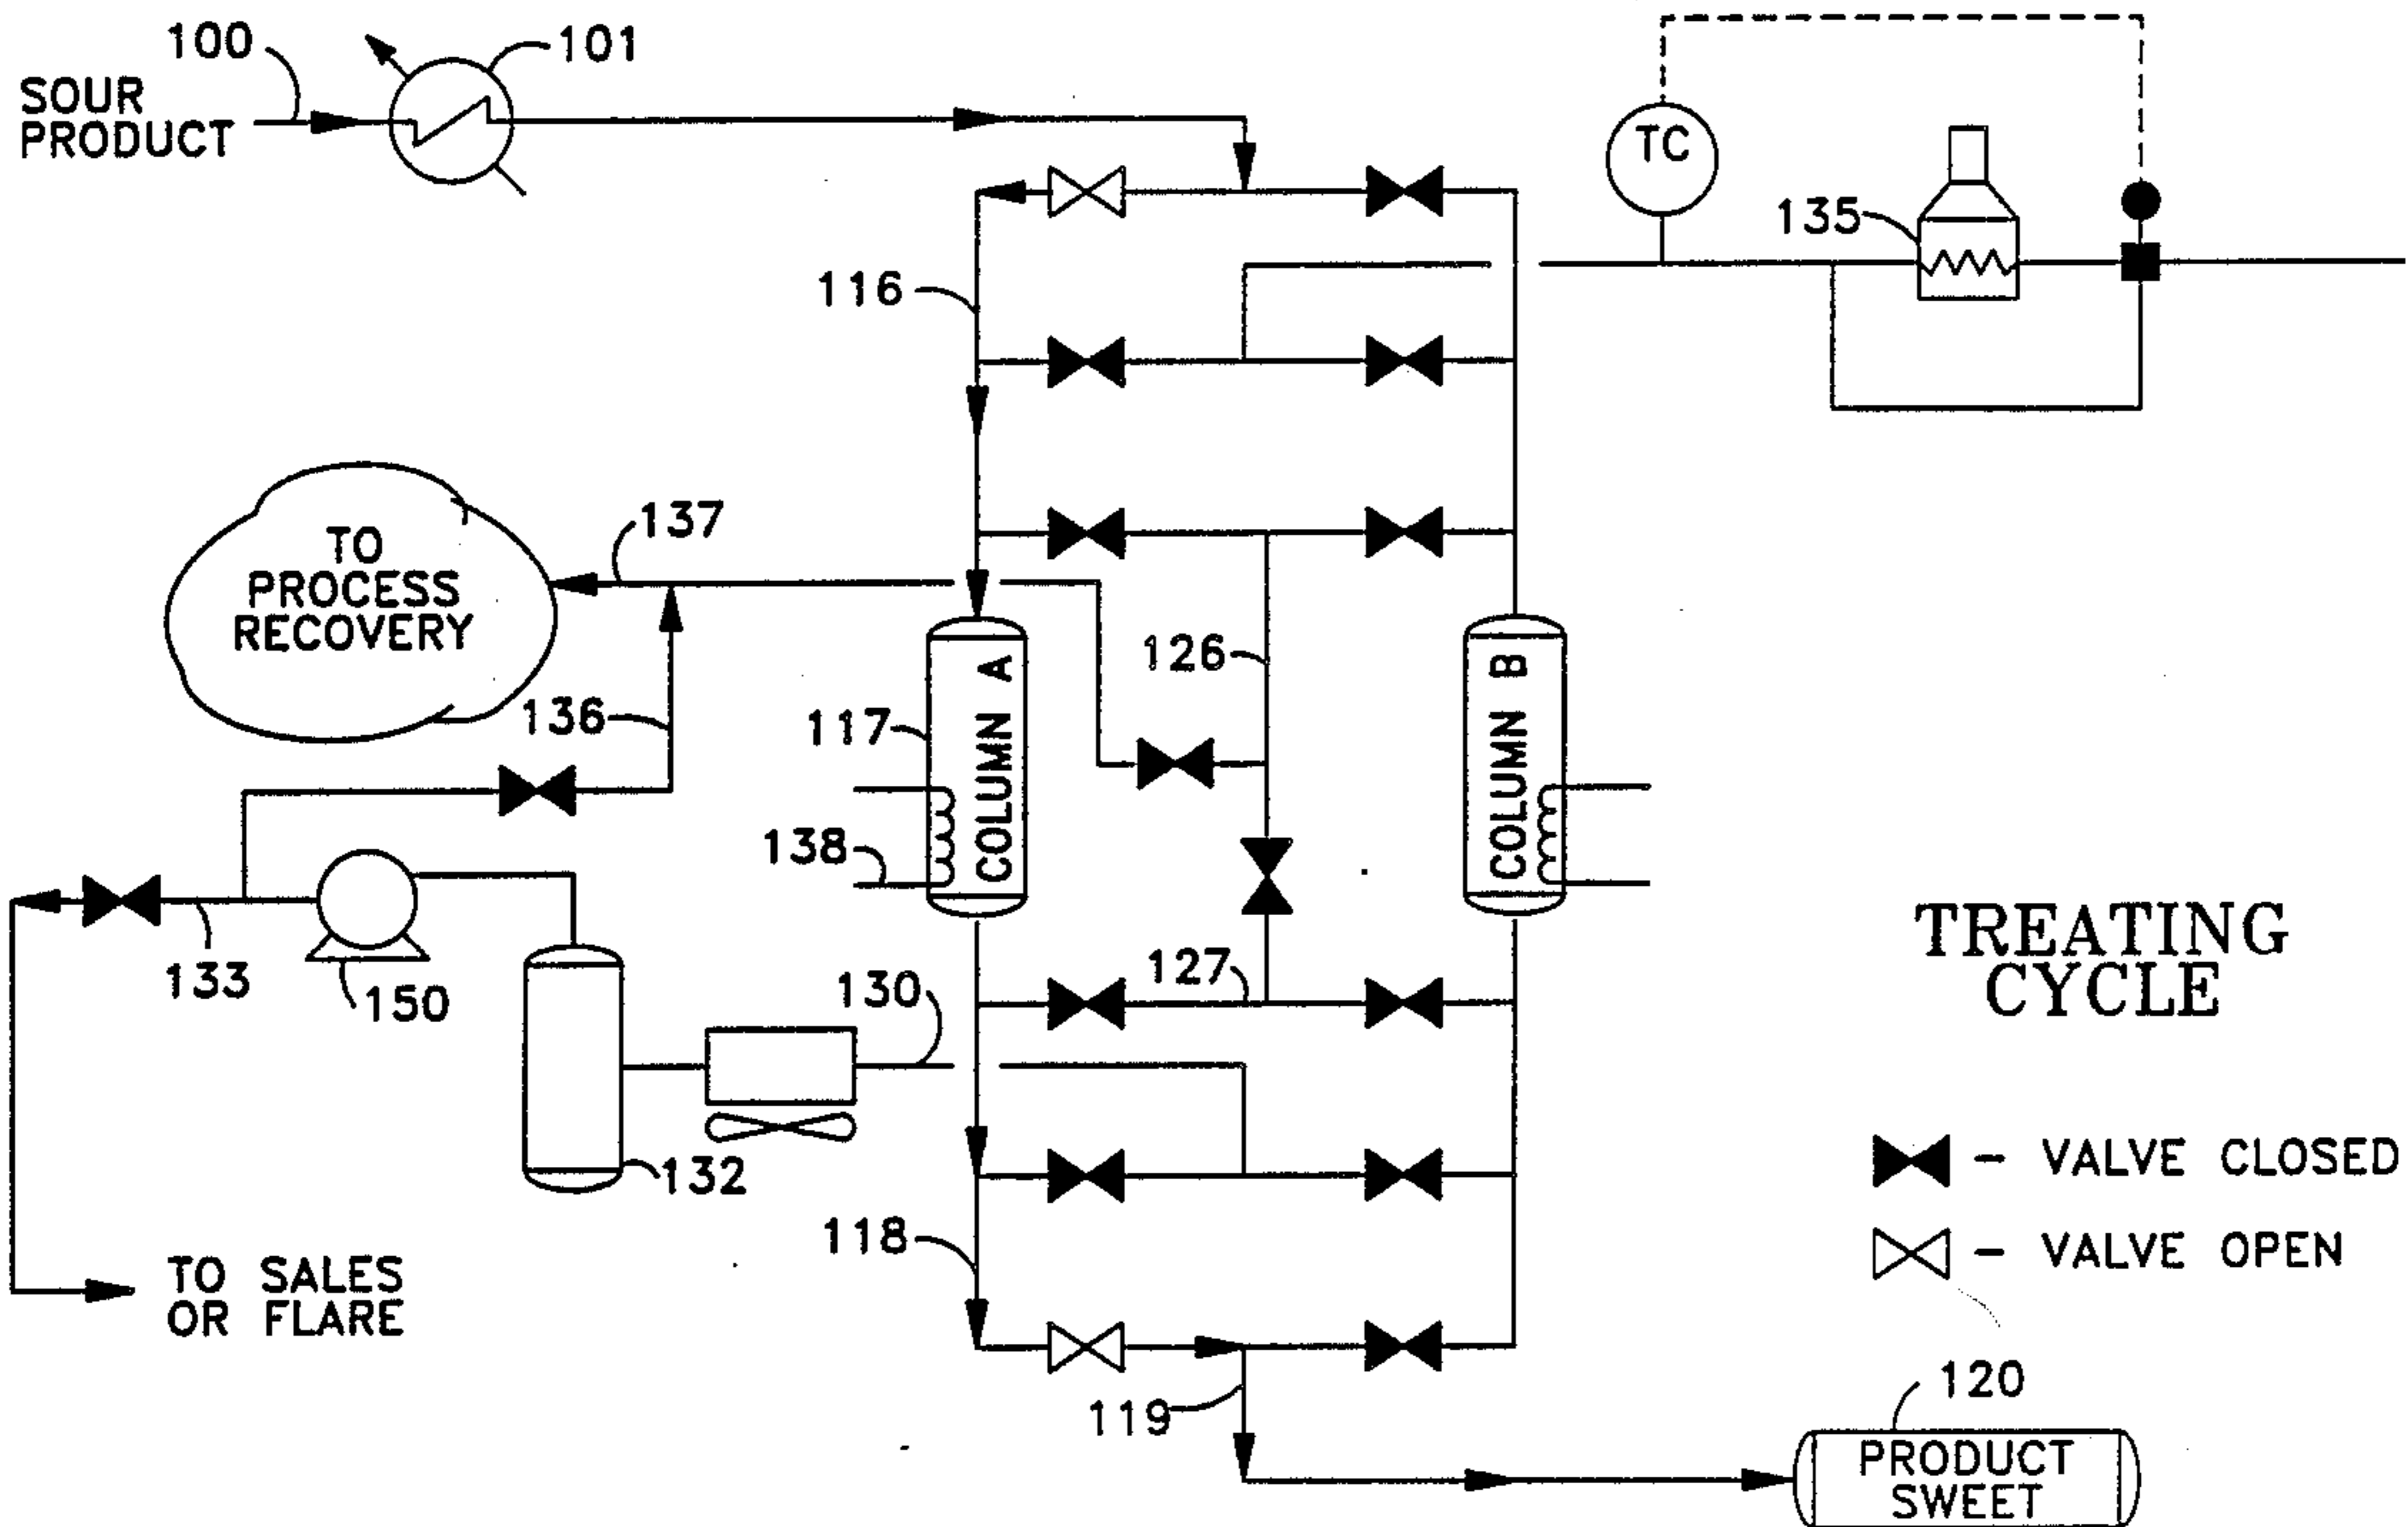 100
101
SOUR
PRODUCT
TC
135
116
137
TO
PROCESS
RECOVERY
126
136
117
COLUMN A
COLUMN B
138
133
150
127
130
TREATING
CYCLE
132
118
VALVE CLOSED
VALVE OPEN
TO SALES
OR FLARE
119
120
PRODUCT
SWEET